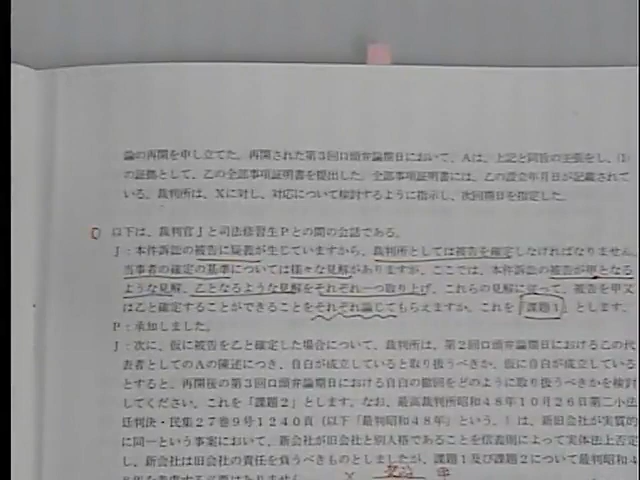 論の再開を申し立てた。再開された第3回口頭弁論期日において、Aは、上記と同旨の主張をし、(1
の証拠として、乙の全部事項証明書を提出した。全部事項証明書には、乙の設立年月日が記載されて
いる。裁判所は、Xに対し、対応について検討するように指示し、次回期日を指定した。
以下は、裁判官Jと司法修習生Pとの間の会話である。
J:本件訴訟の被告に疑義が生じていますから、裁判所としては被告を確定しなければなりません。
当事者の確定の基準については様々な見解がありますが、ここでは、本件訴訟の被告が甲となる
ような見解、乙となるような見解をそれぞれ一つ取り上げ、これらの見解に従って、被告を甲又
は乙と確定することができることをそれぞれ論じてもらえますか。これを「課題1」とします。
P:承知しました。
J:次に、仮に被告を乙と確定した場合について、裁判所は、第2回口頭弁論期日における乙の代
表者としてのAの陳述につき、自白が成立していると取り扱うべきか、仮に自白が成立している
とすると、再開後の第3回口頭弁論期日における自白の撤回をどのように取り扱うべきかを検討
してください。これを「課題2」とします。なお、最高裁判所昭和48年10月26日第二小法
廷判決・民集27巻9号1240頁(以下「最判昭和48年」という。)は、新旧会社が実質的
に同一という事案において、新会社が旧会社と別人格であることを信義則によって実体法上否定
し、新会社は旧会社の責任を負うべきものとしましたが、課題1及び課題2について最判昭和4